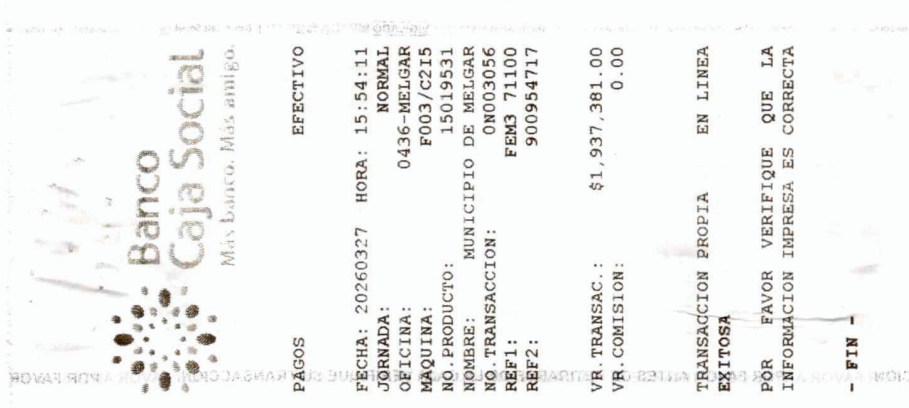 Banco
Caja Social
Más banco. Más amigo.
PAGOS EFECTIVO
FECHA: 20260327 HORA: 15:54:11
JORNADA: NORMAL
OFICINA: 0436-MELGAR
MAQUINA: F003/C2I5
NO.PRODUCTO: 15019531
NOMBRE: MUNICIPIO DE MELGAR
NO.TRANSACCION: 0N003056
REF1: FEM3 71100
REF2: 900954717
VR.TRANSAC.: $1,937,381.00
VR.COMISION: 0.00
TRANSACCION PROPIA EN LINEA
EXITOSA
POR FAVOR VERIFIQUE QUE LA
INFORMACION IMPRESA ES CORRECTA
- FIN -